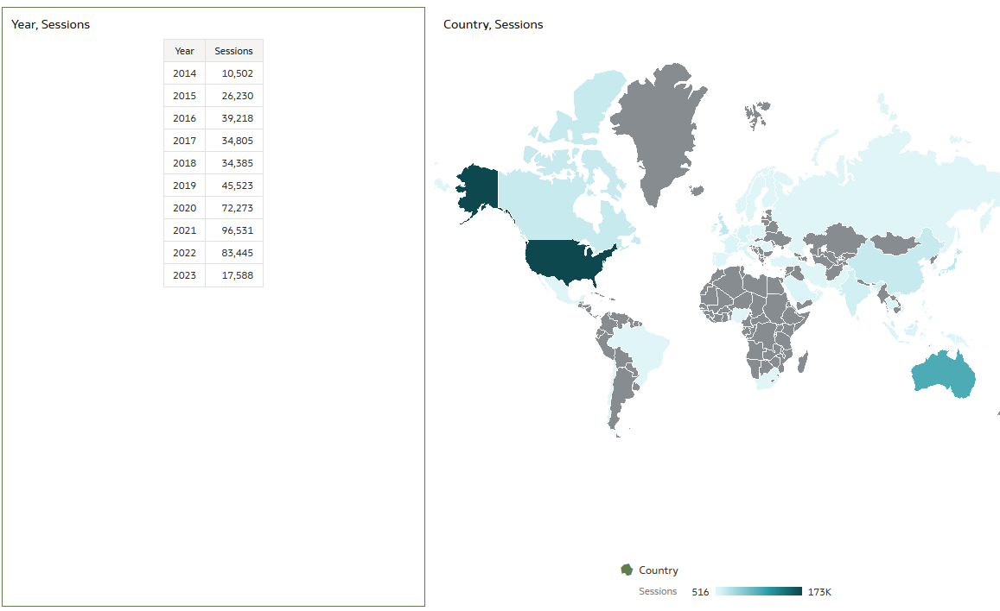 Year, Sessions
Year Sessions
2014 10,502
2015 26,230
2016 39,218
2017 34,805
2018 34,385
2019 45,523
2020 72,273
2021 96,531
2022 83,445
2023 17,588
Country, Sessions
Country
Sessions 516 173K